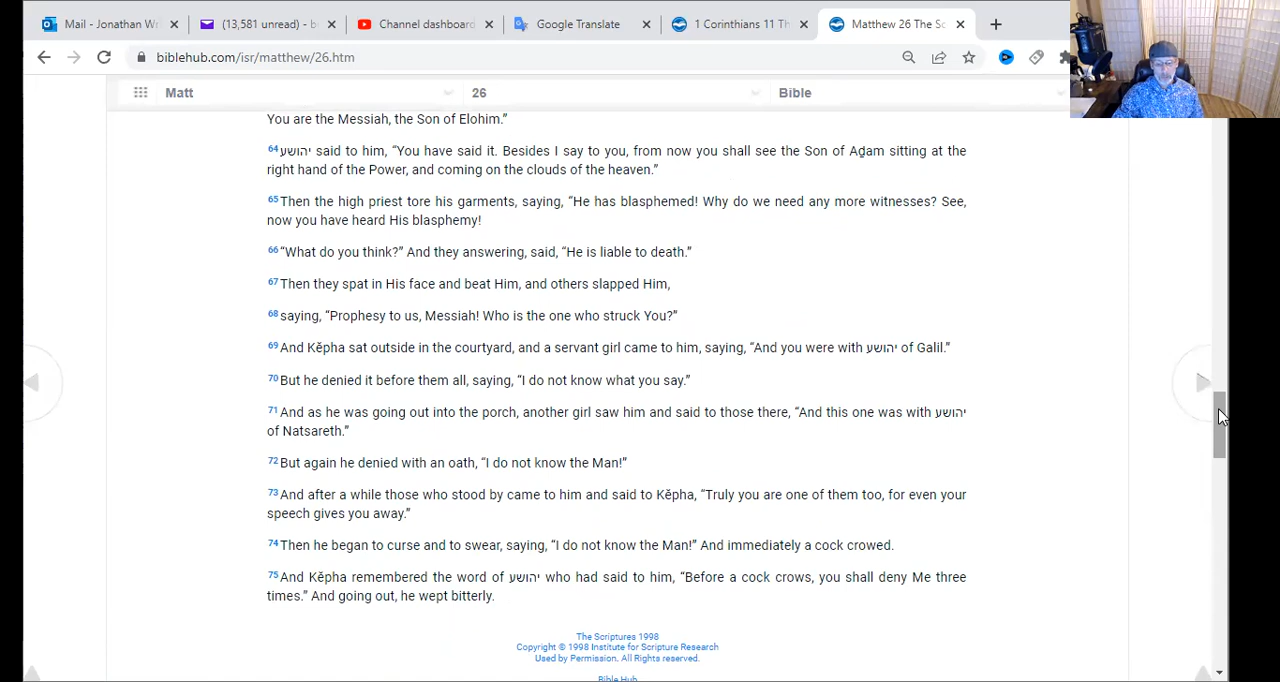 Mail - Jonathan Wr
(13,581 unread) - b
Channel dashboard
Google Translate
1 Corinthians 11 Th
Matthew 26 The Sc
biblehub.com/isr/matthew/26.htm
Matt 26 Bible
You are the Messiah, the Son of Elohim.”
64 יהושע said to him, “You have said it. Besides I say to you, from now you shall see the Son of Aḏam sitting at the
right hand of the Power, and coming on the clouds of the heaven.”
65 Then the high priest tore his garments, saying, “He has blasphemed! Why do we need any more witnesses? See,
now you have heard His blasphemy!
66 “What do you think?” And they answering, said, “He is liable to death.”
67 Then they spat in His face and beat Him, and others slapped Him,
68 saying, “Prophesy to us, Messiah! Who is the one who struck You?”
69 And Kĕpha sat outside in the courtyard, and a servant girl came to him, saying, “And you were with יהושע of Galil.”
70 But he denied it before them all, saying, “I do not know what you say.”
71 And as he was going out into the porch, another girl saw him and said to those there, “And this one was with יהושע
of Natsareth.”
72 But again he denied with an oath, “I do not know the Man!”
73 And after a while those who stood by came to him and said to Kĕpha, “Truly you are one of them too, for even your
speech gives you away.”
74 Then he began to curse and to swear, saying, “I do not know the Man!” And immediately a cock crowed.
75 And Kĕpha remembered the word of יהושע who had said to him, “Before a cock crows, you shall deny Me three
times.” And going out, he wept bitterly.
The Scriptures 1998
Copyright © 1998 Institute for Scripture Research
Used by Permission. All Rights reserved.
Bible Hub